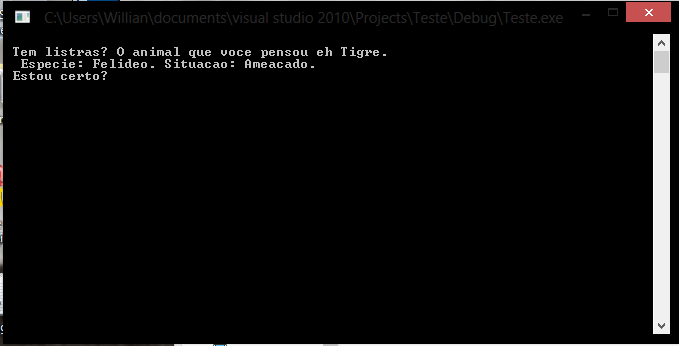 C:\Users\Willian\documents\visual studio 2010\Projects\Teste\Debug\Teste.exe
Tem listras? O animal que voce pensou eh Tigre.
Especie: Felideo. Situacao: Ameacado.
Estou certo?